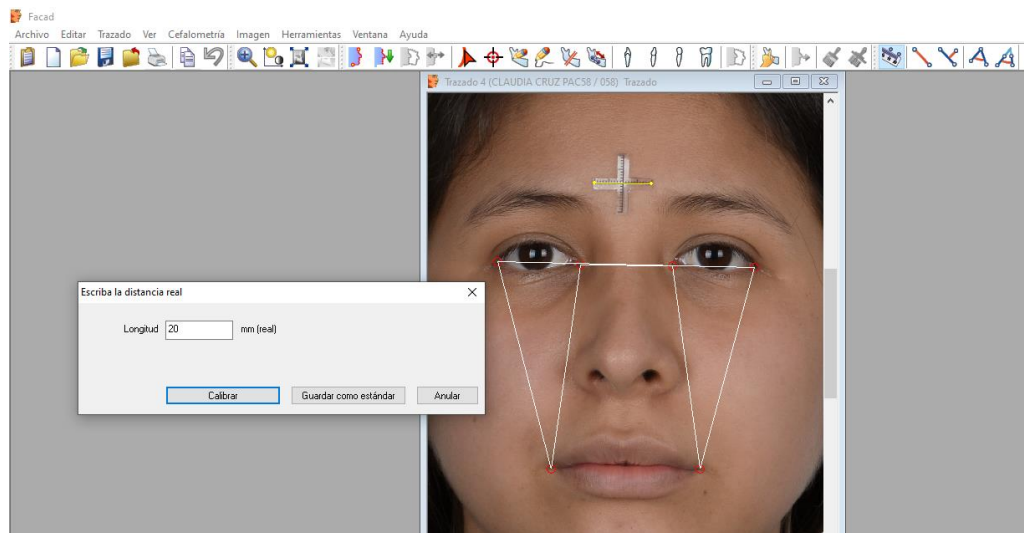 Facad
Archivo Editar Trazado Ver Cefalometría Imagen Herramientas Ventana Ayuda
Trazado 4 (CLAUDIA CRUZ PAC58 / 058) Trazado
Escriba la distancia real
Longitud 20 mm (real)
Calibrar Guardar como estándar Anular